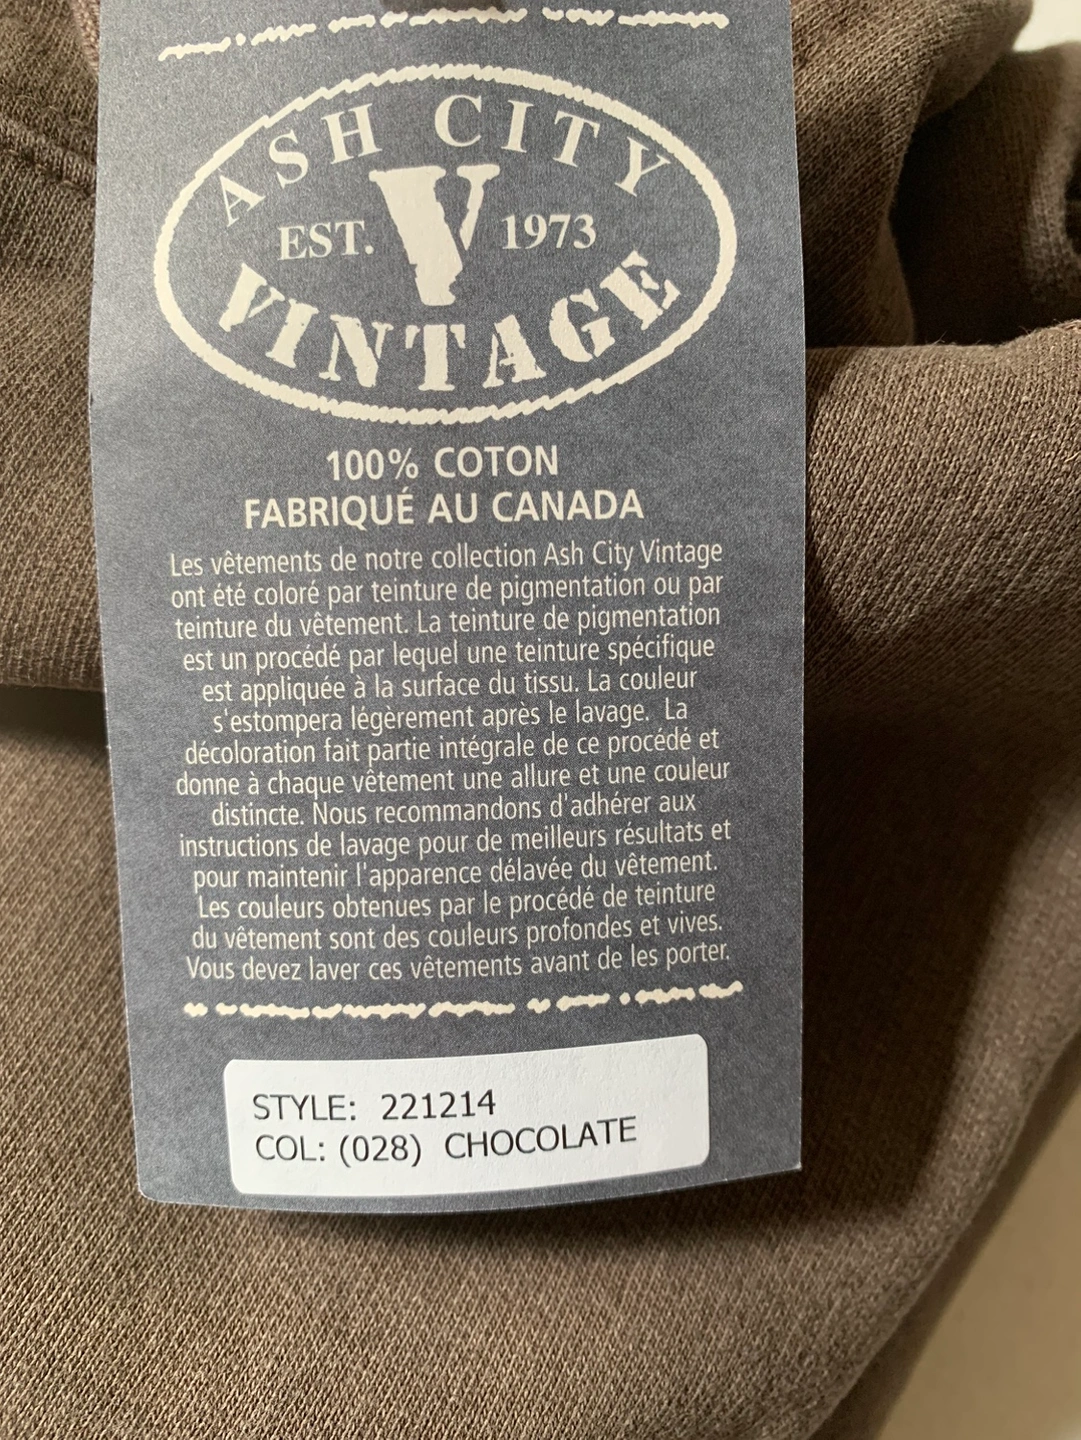 ASH CITY
EST. V 1973
VINTAGE
100% COTON
FABRIQUÉ AU CANADA
Les vêtements de notre collection Ash City Vintage
ont été coloré par teinture de pigmentation ou par
teinture du vêtement. La teinture de pigmentation
est un procédé par lequel une teinture spécifique
est appliquée à la surface du tissu. La couleur
s'estompera légèrement après le lavage. La
décoloration fait partie intégrale de ce procédé et
donne à chaque vêtement une allure et une couleur
distincte. Nous recommandons d'adhérer aux
instructions de lavage pour de meilleurs résultats et
pour maintenir l'apparence délavée du vêtement.
Les couleurs obtenues par le procédé de teinture
du vêtement sont des couleurs profondes et vives.
Vous devez laver ces vêtements avant de les porter.
STYLE: 221214
COL: (028) CHOCOLATE